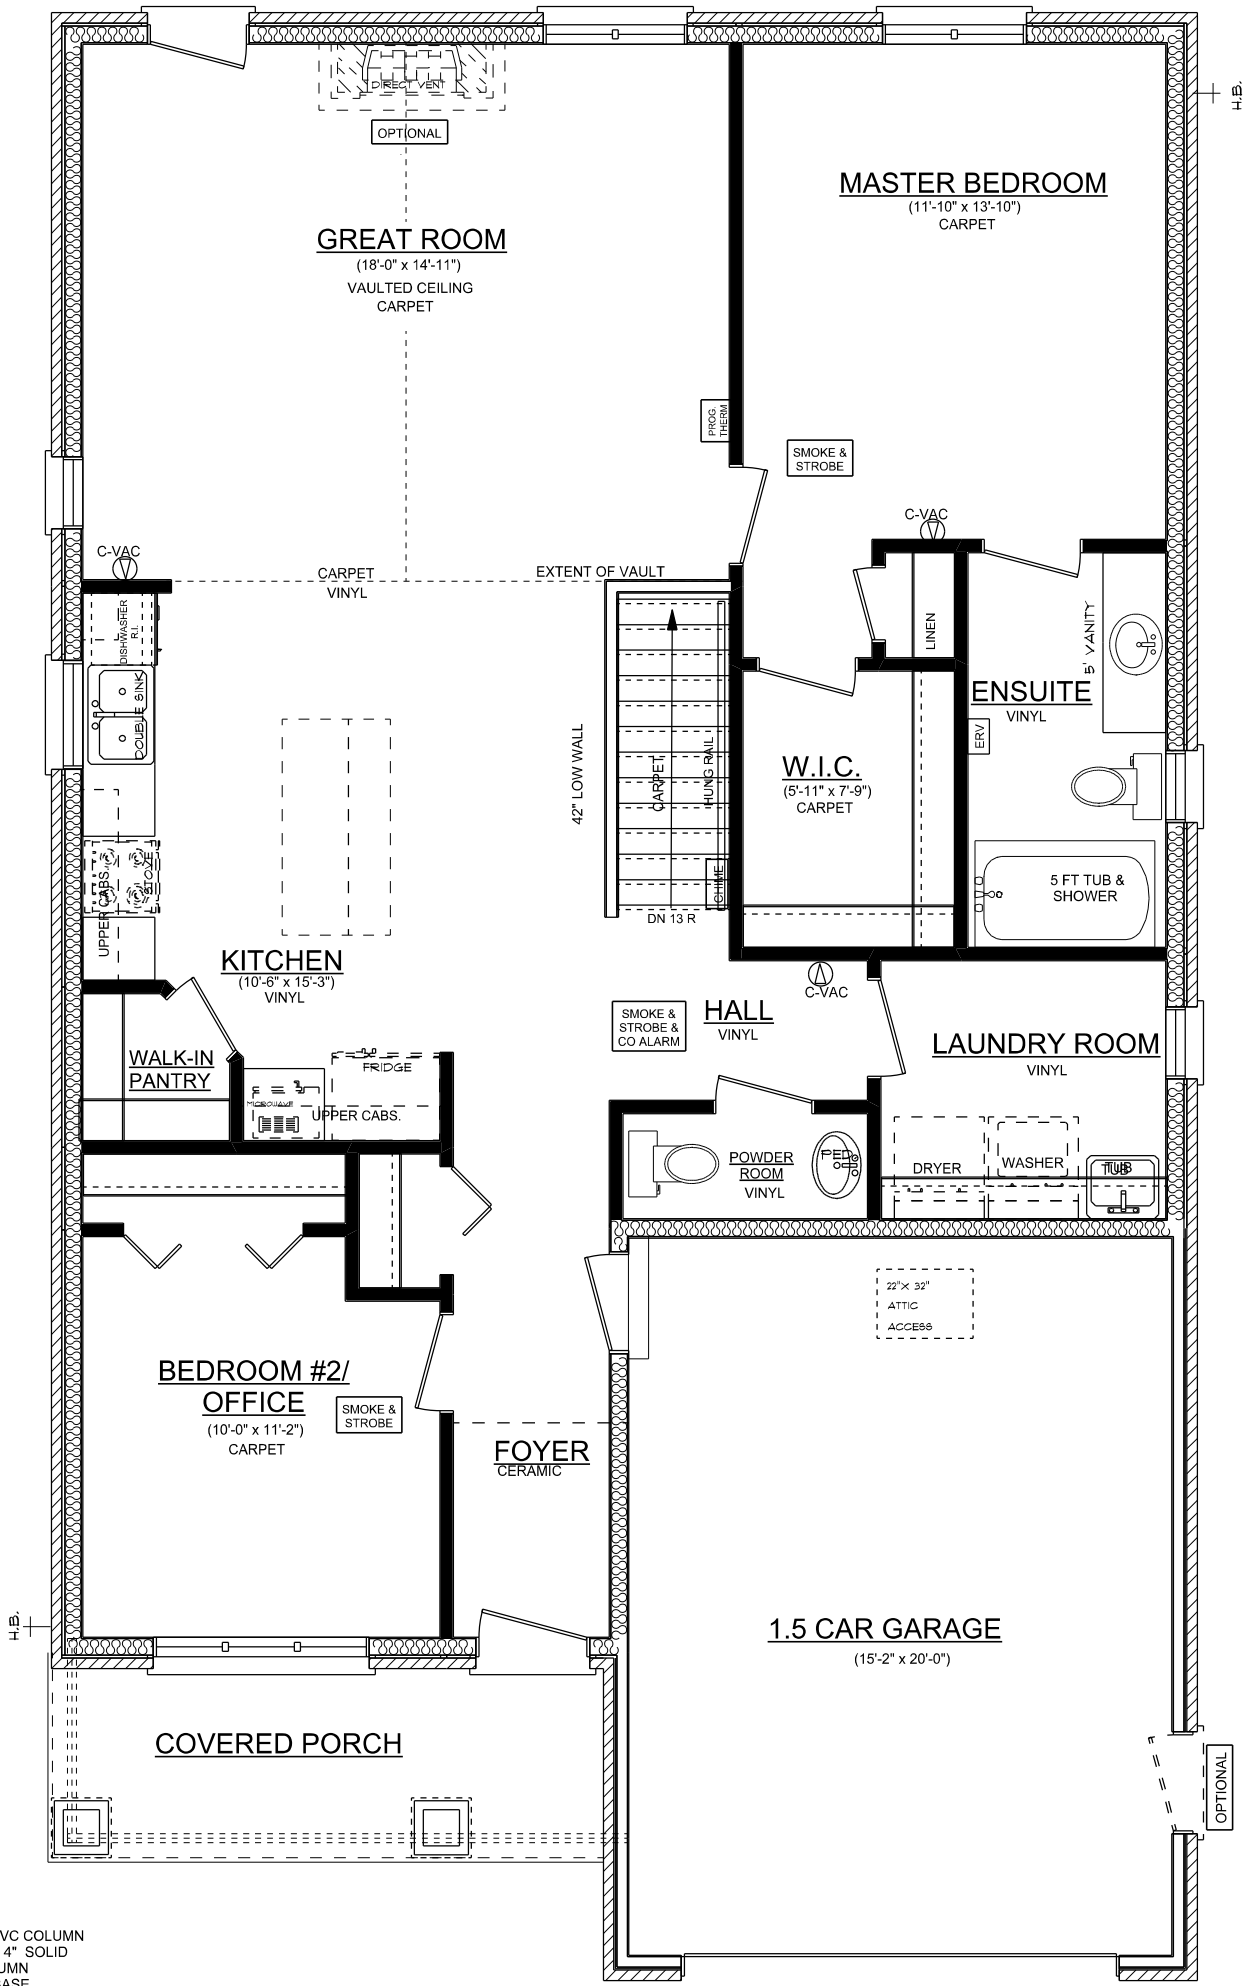 H.B.
DIRECT VENT
OPTIONAL
MASTER BEDROOM
(11'-10" x 13'-10")
CARPET
GREAT ROOM
(18'-0" x 14'-11")
VAULTED CEILING
CARPET
PROG.
THERM
SMOKE &
STROBE
C-VAC
C-VAC
CARPET
VINYL
EXTENT OF VAULT
DISHWASHER
R.I.
DOUBLE SINK
LINEN
5' VANITY
ENSUITE
VINYL
ERV
42" LOW WALL
CARPET
HUNG RAIL
W.I.C.
(5'-11" x 7'-9")
CARPET
STOVE
UPPER CABS.
CHIME
5 FT TUB &
SHOWER
DN 13 R
KITCHEN
(10'-6" x 15'-3")
VINYL
C-VAC
SMOKE &
STROBE &
CO ALARM
HALL
VINYL
LAUNDRY ROOM
VINYL
WALK-IN
PANTRY
FRIDGE
MICROWAVE
UPPER CABS.
POWDER
ROOM
VINYL
PED
DRYER
WASHER
TUB
TUB
22"X 32"
ATTIC
ACCESS
BEDROOM #2/
OFFICE
(10'-0" x 11'-2")
CARPET
SMOKE &
STROBE
FOYER
CERAMIC
H.B.
1.5 CAR GARAGE
(15'-2" x 20'-0")
COVERED PORCH
OPTIONAL
VC COLUMN
4" SOLID
UMN